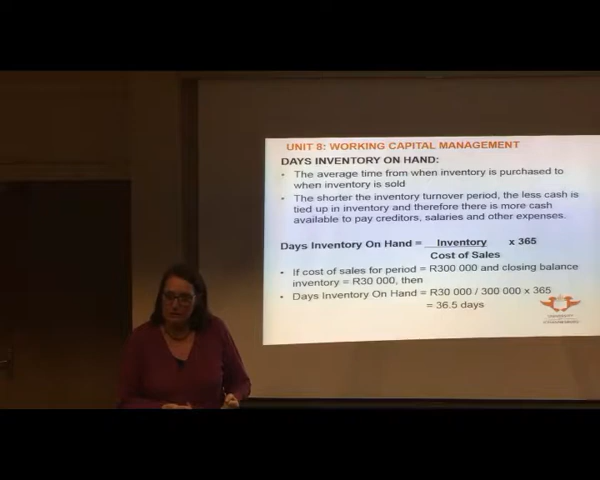 UNIT 8: WORKING CAPITAL MANAGEMENT
DAYS INVENTORY ON HAND:
• The average time from when inventory is purchased to
when inventory is sold
• The shorter the inventory turnover period, the less cash is
tied up in inventory and therefore there is more cash
available to pay creditors, salaries and other expenses.
Days Inventory On Hand = Inventory x 365
Cost of Sales
• If cost of sales for period = R300 000 and closing balance
inventory = R30 000, then
• Days Inventory On Hand = R30 000 / 300 000 x 365
= 36.5 days